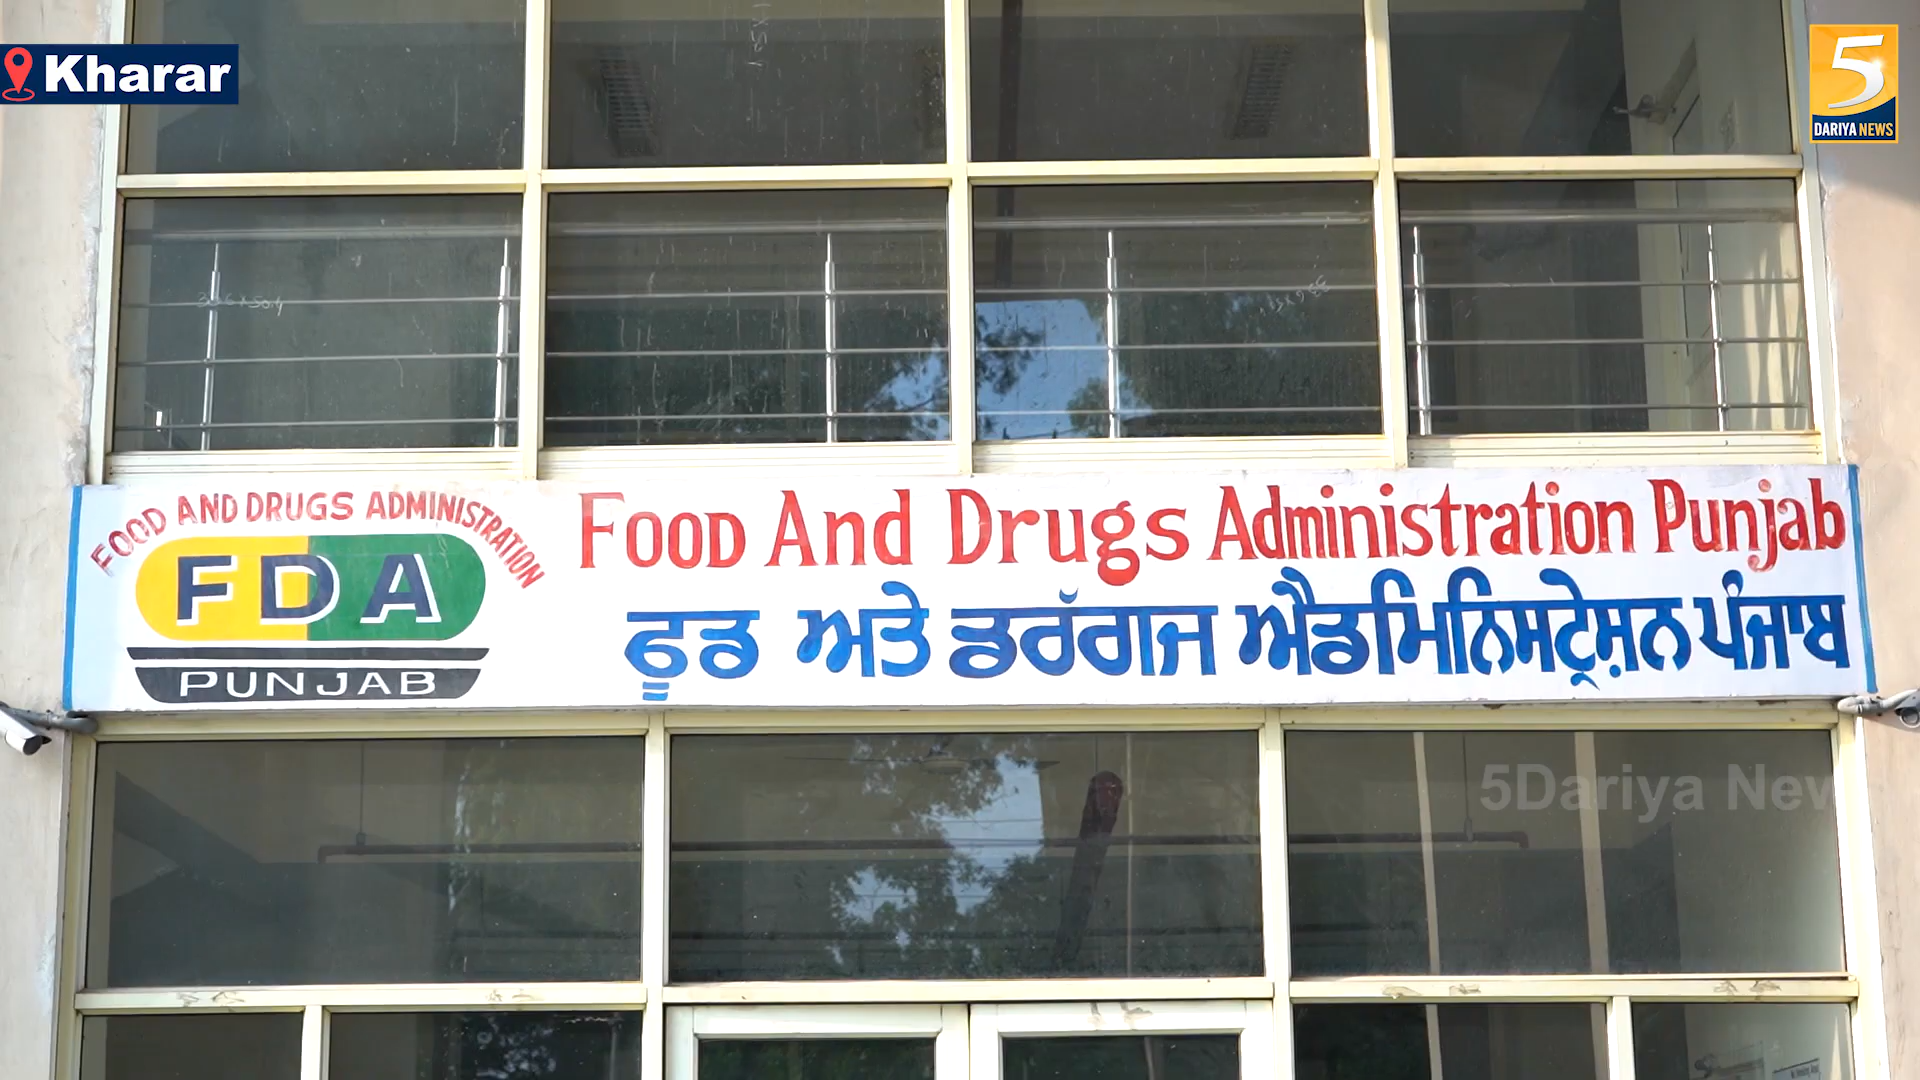 Kharar
5
DARIYA NEWS
FOOD AND DRUGS ADMINISTRATION
FDA
PUNJAB
Food And Drugs Administration Punjab
ਫੂਡ ਅਤੇ ਡਰੱਗਜ ਐਡਮਿਨਿਸਟ੍ਰੇਸ਼ਨ ਪੰਜਾਬ
5Dariya New